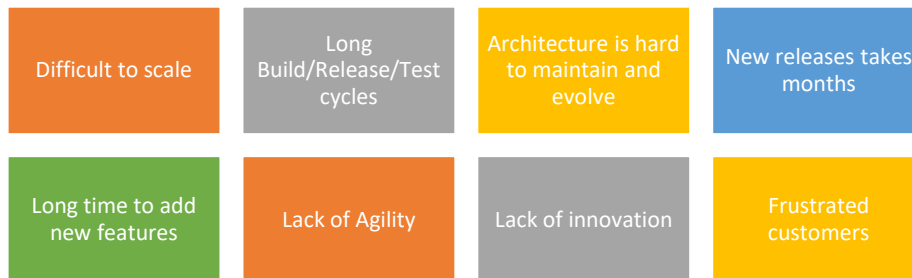 Difficult to scale
Long
Build/Release/Test
cycles
Architecture is hard
to maintain and
evolve
New releases takes
months
Long time to add
new features
Lack of Agility
Lack of innovation
Frustrated
customers